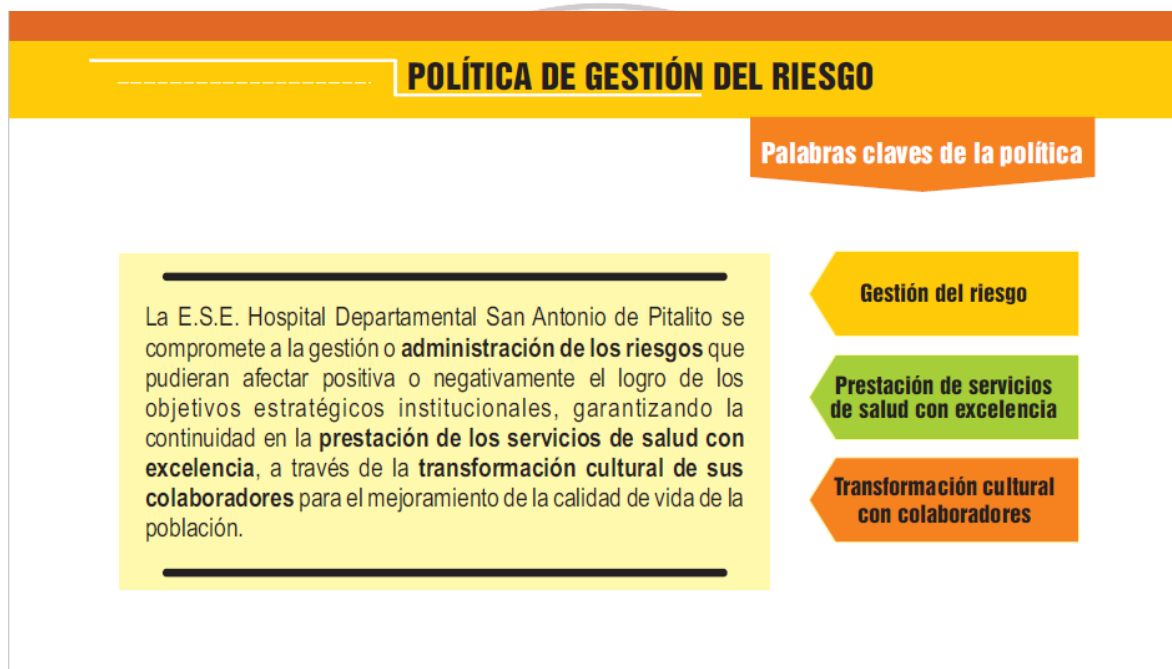 POLÍTICA DE GESTIÓN DEL RIESGO
Palabras claves de la política
La E.S.E. Hospital Departamental San Antonio de Pitalito se
compromete a la gestión o administración de los riesgos que
pudieran afectar positiva o negativamente el logro de los
objetivos estratégicos institucionales, garantizando la
continuidad en la prestación de los servicios de salud con
excelencia, a través de la transformación cultural de sus
colaboradores para el mejoramiento de la calidad de vida de la
población.
Gestión del riesgo
Prestación de servicios
de salud con excelencia
Transformación cultural
con colaboradores